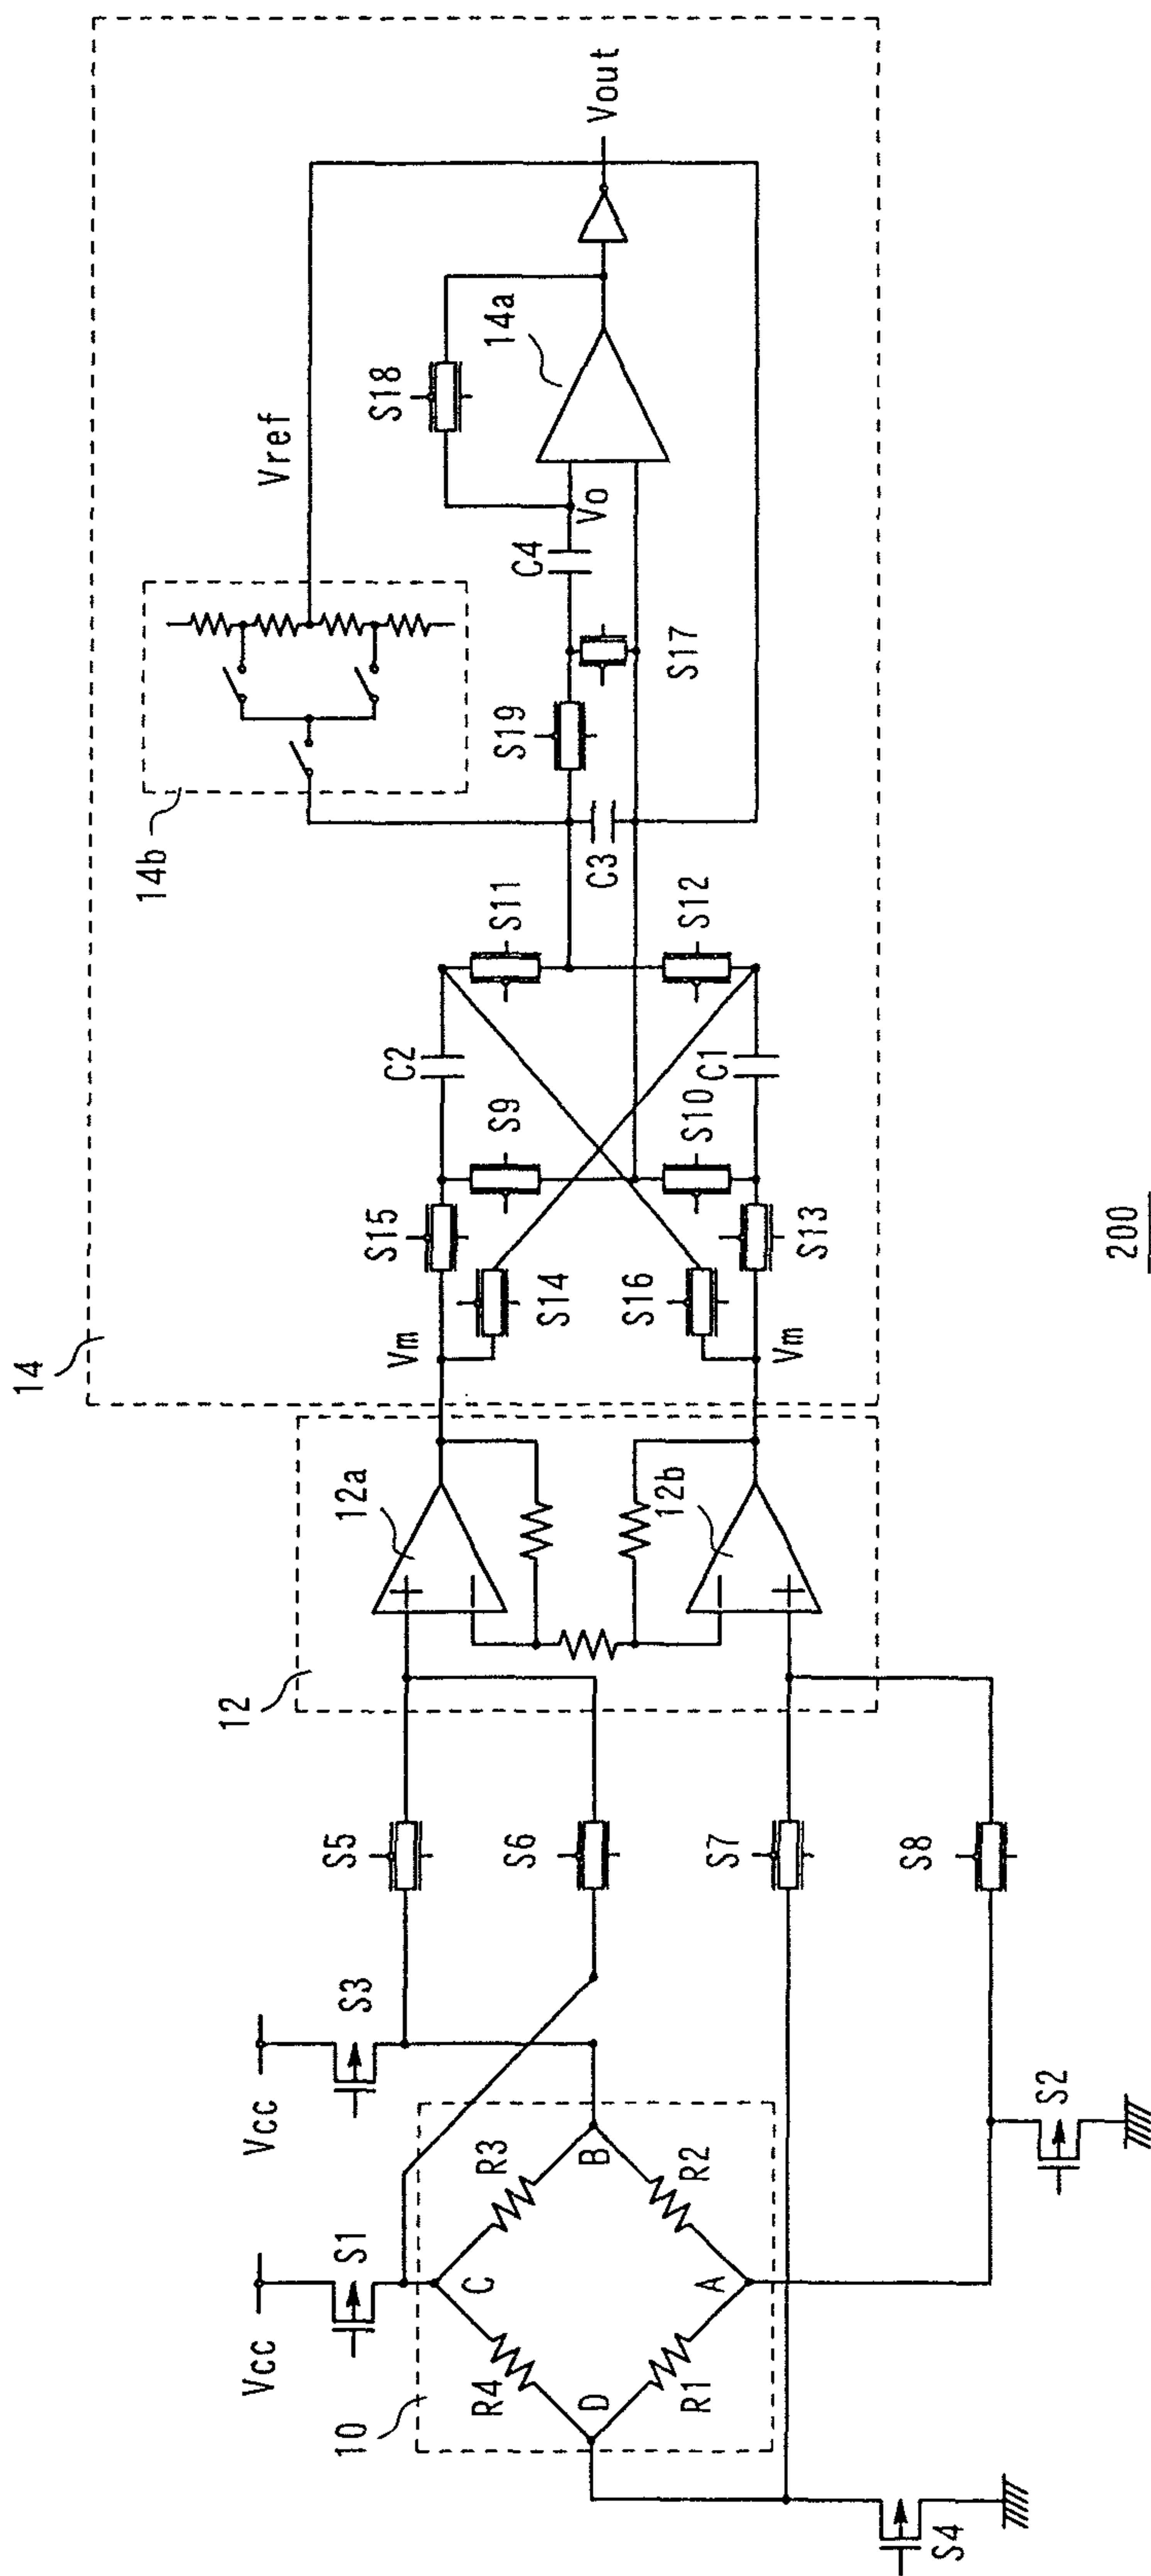 14
14b
Vref
Vout
S18
14a
Vo
C4
S17
S19
C3
S11
S12
C2
C1
S9
S10
S15
S14
S16
S13
Vm
Vm
12
12a
12b
S5
S6
S7
S8
Vcc
S3
Vcc
S1
10
C
R3
B
R2
A
R1
D
R4
S2
S4
200